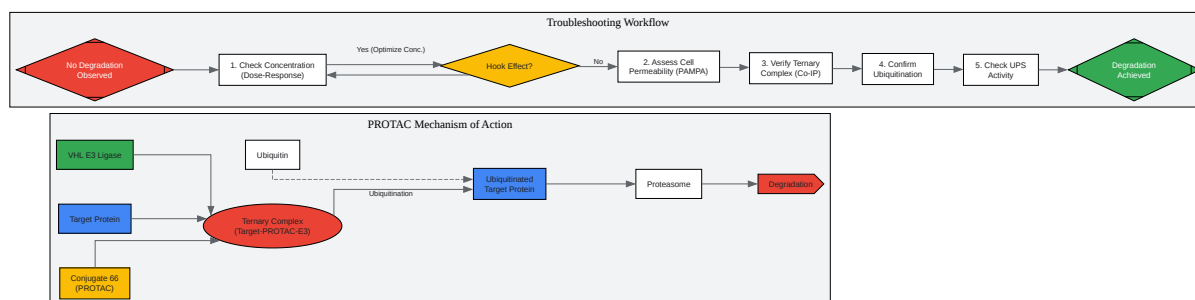 Troubleshooting Workflow
No Degradation
Observed
1. Check Concentration
(Dose-Response)
Yes (Optimize Conc.)
Hook Effect?
No
2. Assess Cell
Permeability (PAMPA)
3. Verify Ternary
Complex (Co-IP)
4. Confirm
Ubiquitination
5. Check UPS
Activity
Degradation
Achieved
PROTAC Mechanism of Action
VHL E3 Ligase
Ubiquitin
Target Protein
Conjugate 66
(PROTAC)
Ternary Complex
(Target-PROTAC-E3)
Ubiquitination
Ubiquitinated
Target Protein
Proteasome
Degradation